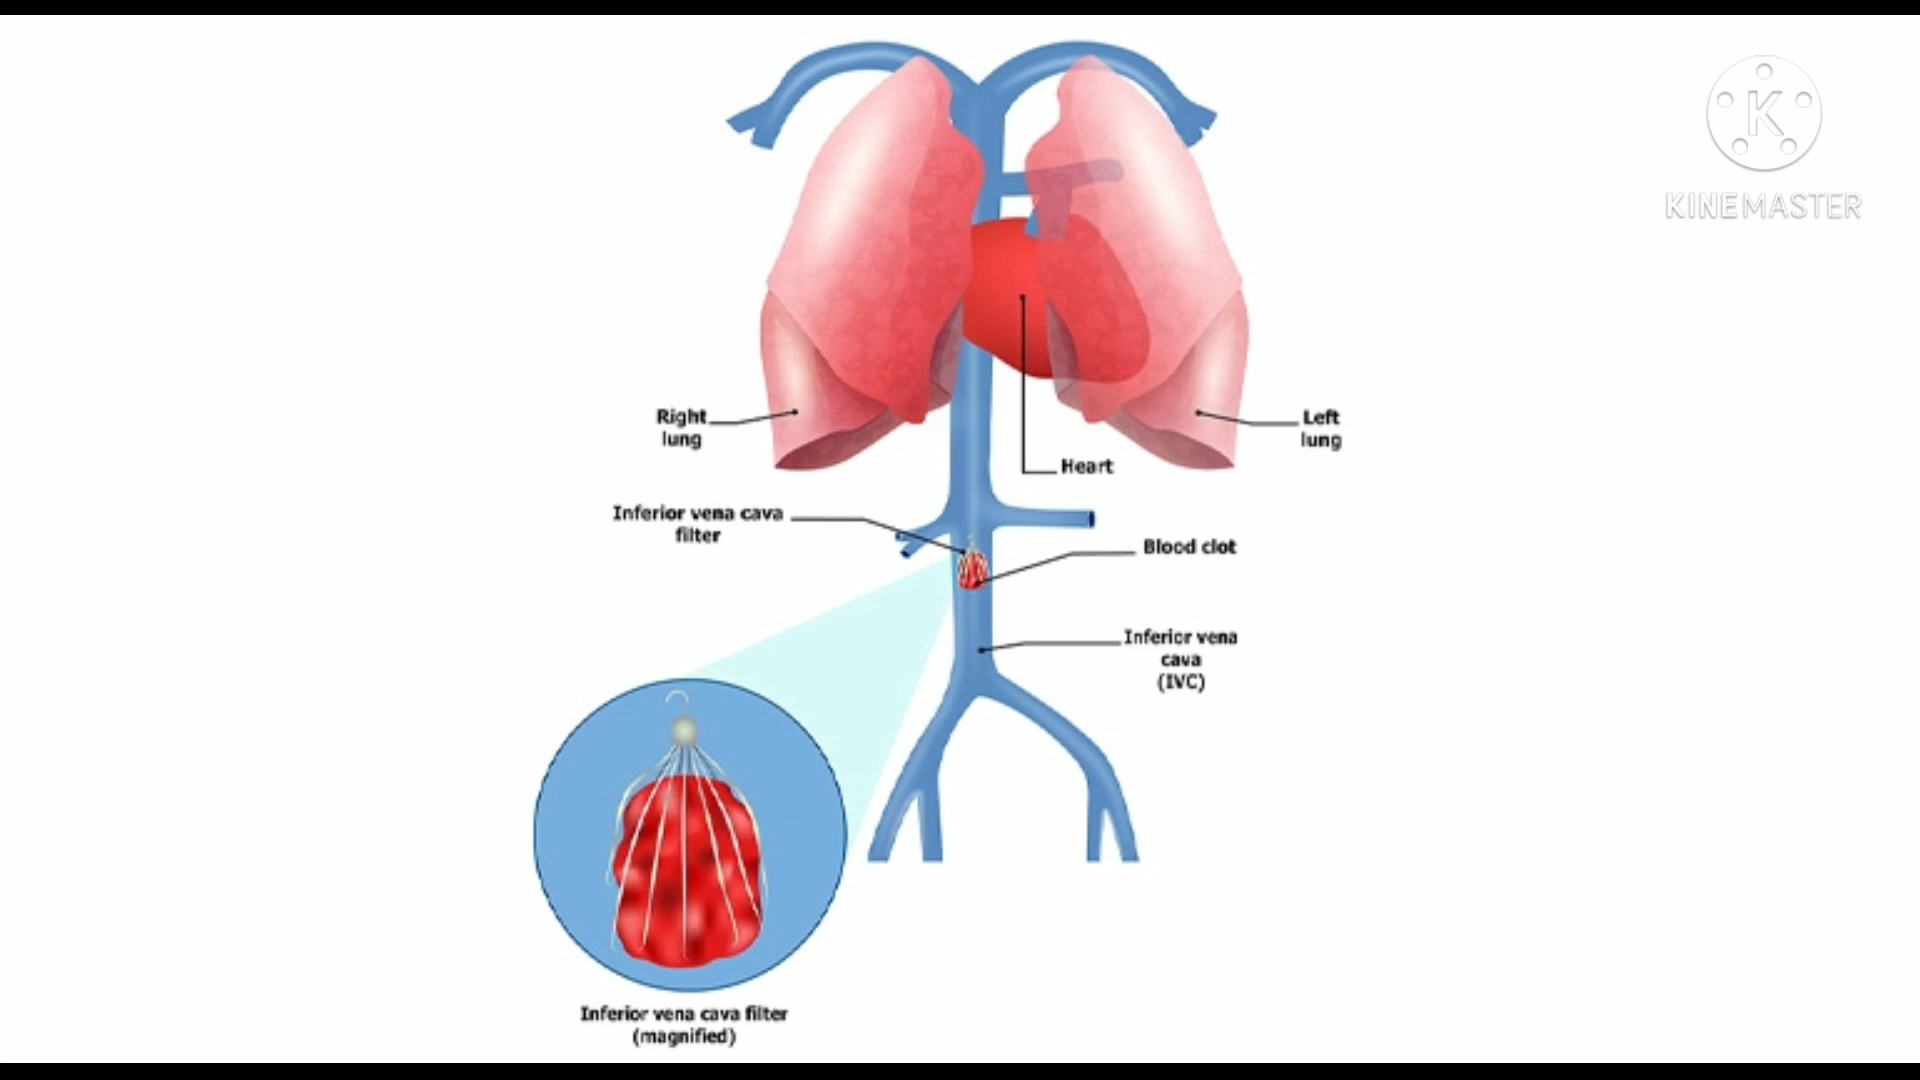 K
KINEMASTER
Right
lung
Left
lung
Heart
Inferior vena cava
filter
Blood clot
Inferior vena
cava
(IVC)
Inferior vena cava filter
(magnified)